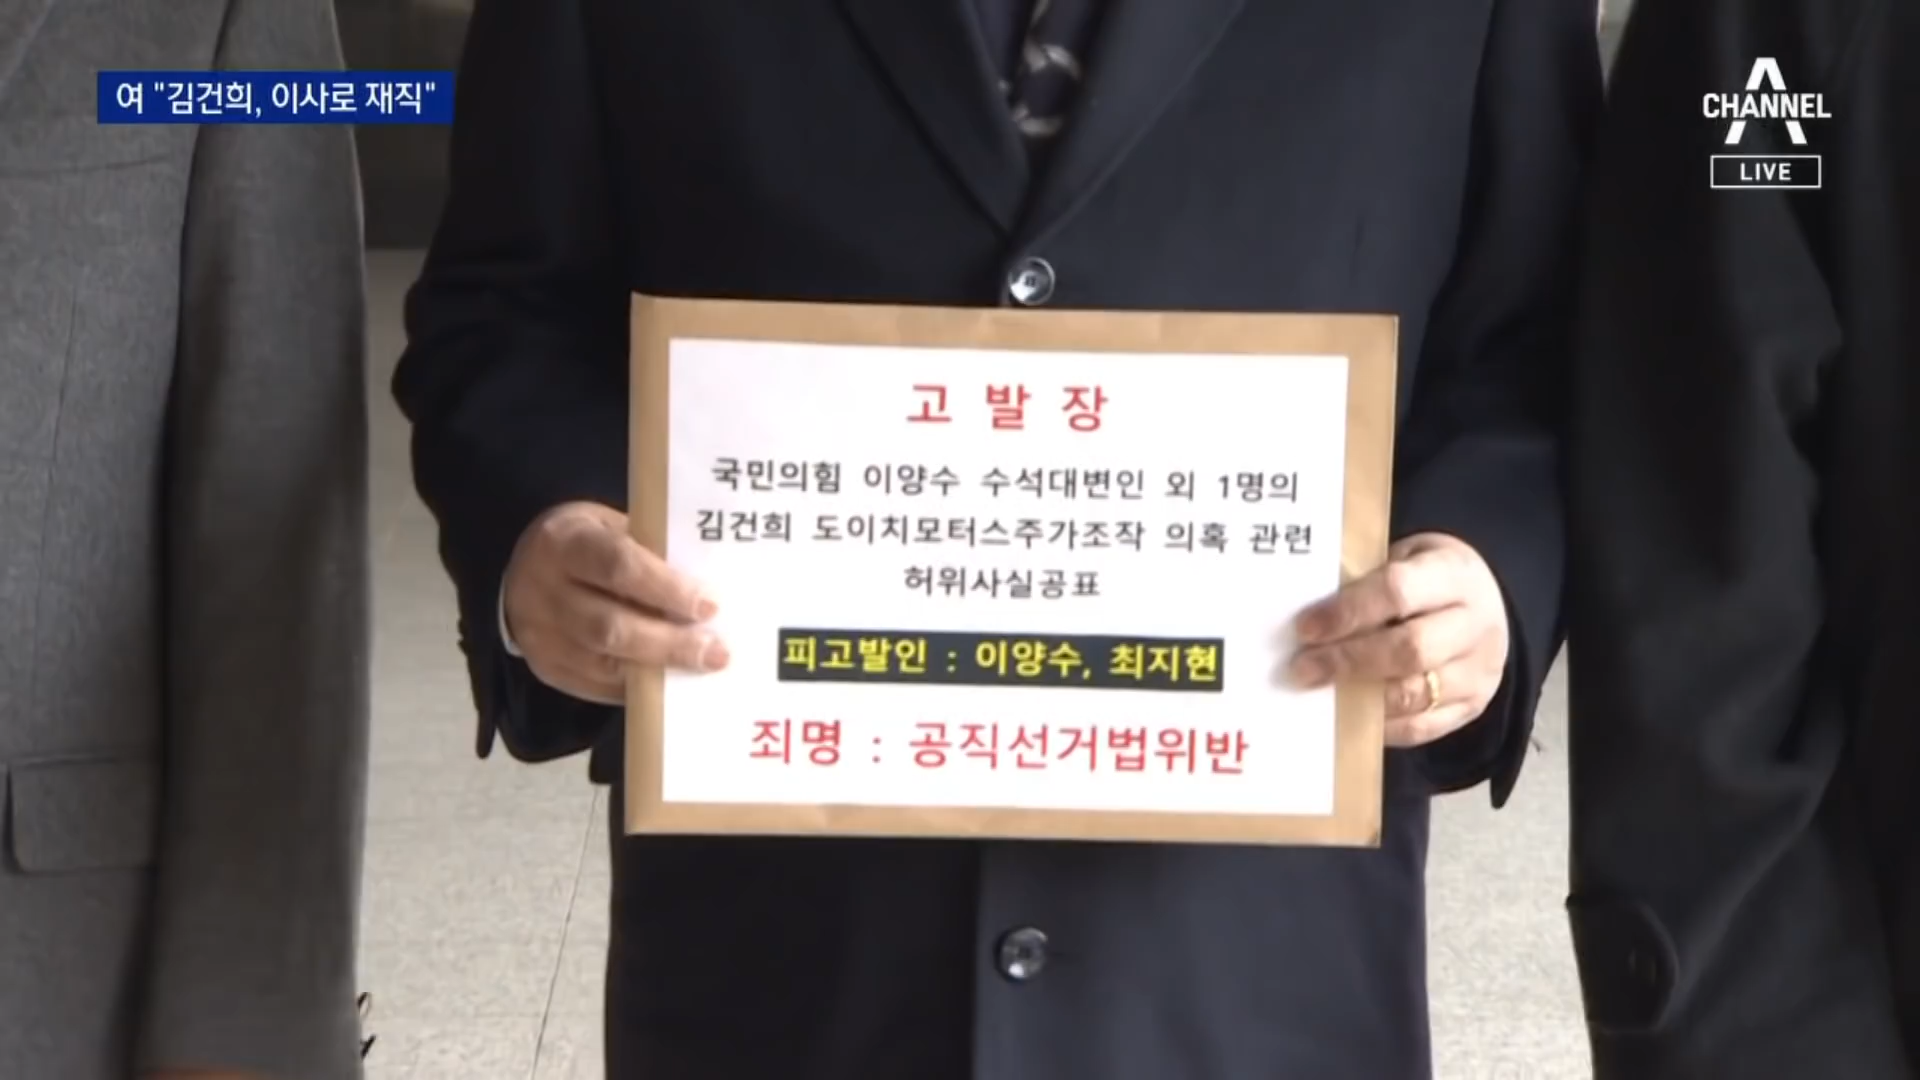 여 "김건희, 이사로 재직"
CHANNEL A
LIVE
고 발 장
국민의힘 이양수 수석대변인 외 1명의
김건희 도이치모터스주가조작 의혹 관련
허위사실공표
피고발인 : 이양수, 최지현
죄명 : 공직선거법위반